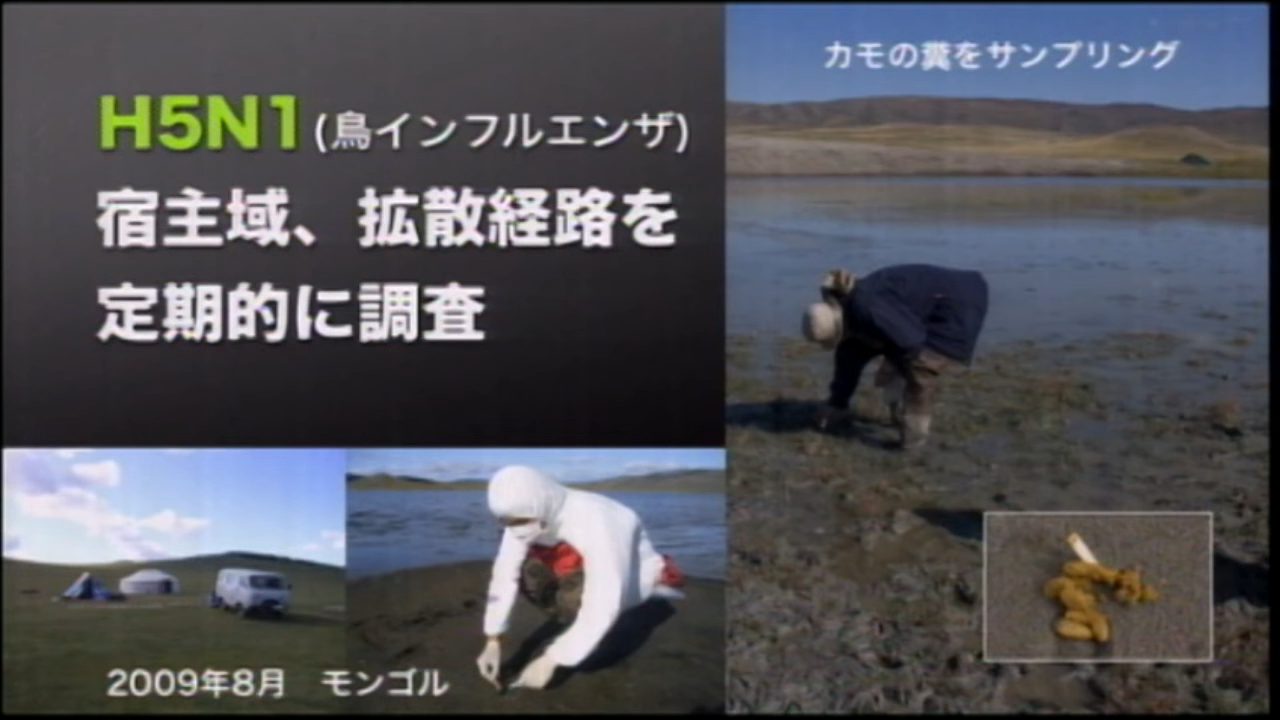 H5N1 (鳥インフルエンザ)
宿主域、拡散経路を
定期的に調査
カモの糞をサンプリング
2009年8月 モンゴル